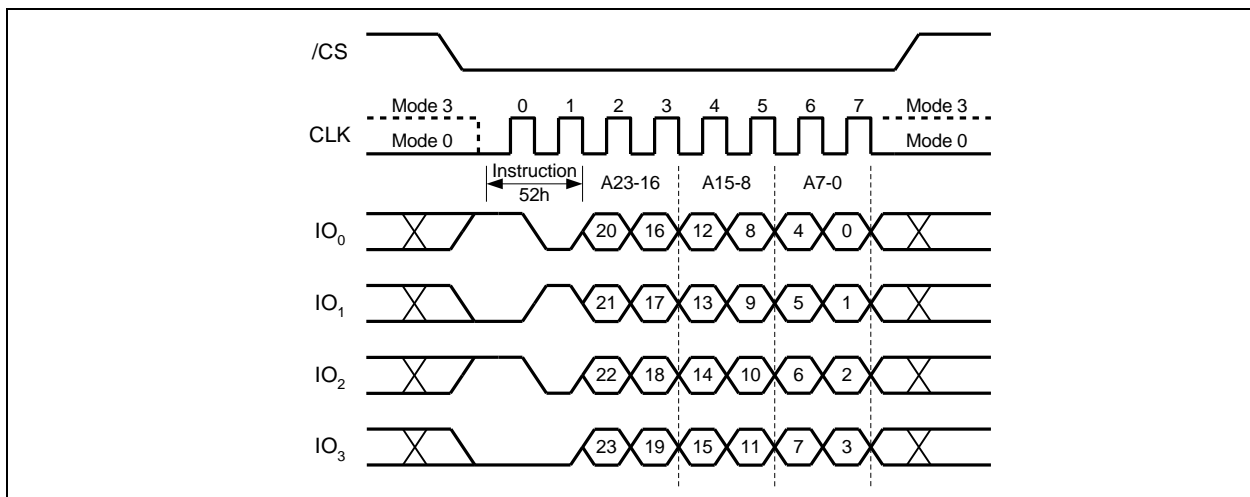 /CS
Mode 3 0 1 2 3 4 5 6 7 Mode 3
CLK
Mode 0 Mode 0
Instruction
52h
A23-16 A15-8 A7-0
IO0 20 16 12 8 4 0
IO1 21 17 13 9 5 1
IO2 22 18 14 10 6 2
IO3 23 19 15 11 7 3